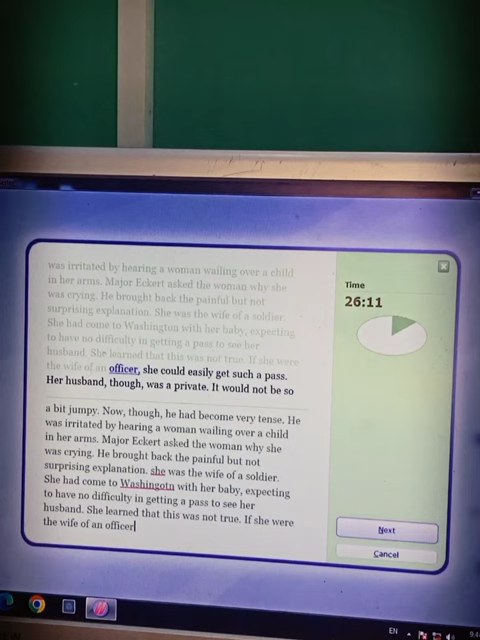 was irritated by hearing a woman wailing over a child
in her arms. Major Eckert asked the woman why she
was crying. He brought back the painful but not
surprising explanation. She was the wife of a soldier.
She had come to Washington with her baby, expecting
to have no difficulty in getting a pass to see her
husband. She learned that this was not true. If she were
the wife of an officer, she could easily get such a pass.
Her husband, though, was a private. It would not be so
a bit jumpy. Now, though, he had become very tense. He
was irritated by hearing a woman wailing over a child
in her arms. Major Eckert asked the woman why she
was crying. He brought back the painful but not
surprising explanation. she was the wife of a soldier.
She had come to Washingotn with her baby, expecting
to have no difficulty in getting a pass to see her
husband. She learned that this was not true. If she were
the wife of an officer
Time
26:11
Next
Cancel
EN